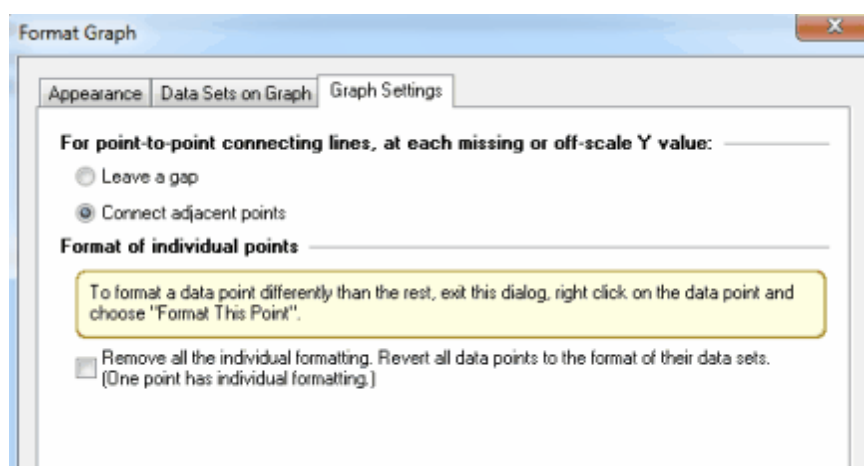 Format Graph
Appearance Data Sets on Graph Graph Settings
For point-to-point connecting lines, at each missing or off-scale Y value:
Leave a gap
Connect adjacent points
Format of individual points
To format a data point differently than the rest, exit this dialog, right click on the data point and
choose "Format This Point".
Remove all the individual formatting. Revert all data points to the format of their data sets.
(One point has individual formatting.)